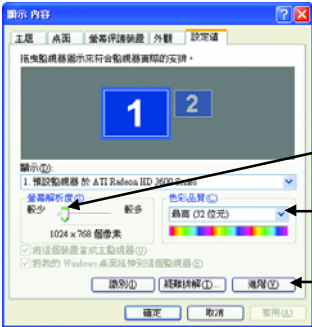 顯示 內容
主題 桌面 螢幕保護裝置 外觀 設定值
拖曳監視器圖示來符合監視器實際的安排。
1 2
顯示(D):
1. 預設監視器 於 ATI Radeon HD 3600 Series
螢幕解析度(S) 色彩品質(C)
較少 較多 最高 (32 位元)
1024 x 768 個像素
將這個裝置當成主監視器(U)
將我的 Windows 桌面延伸到這個監視器(E)
識別(I) 疑難排解(T)... 進階(V)
確定 取消 套用(A)